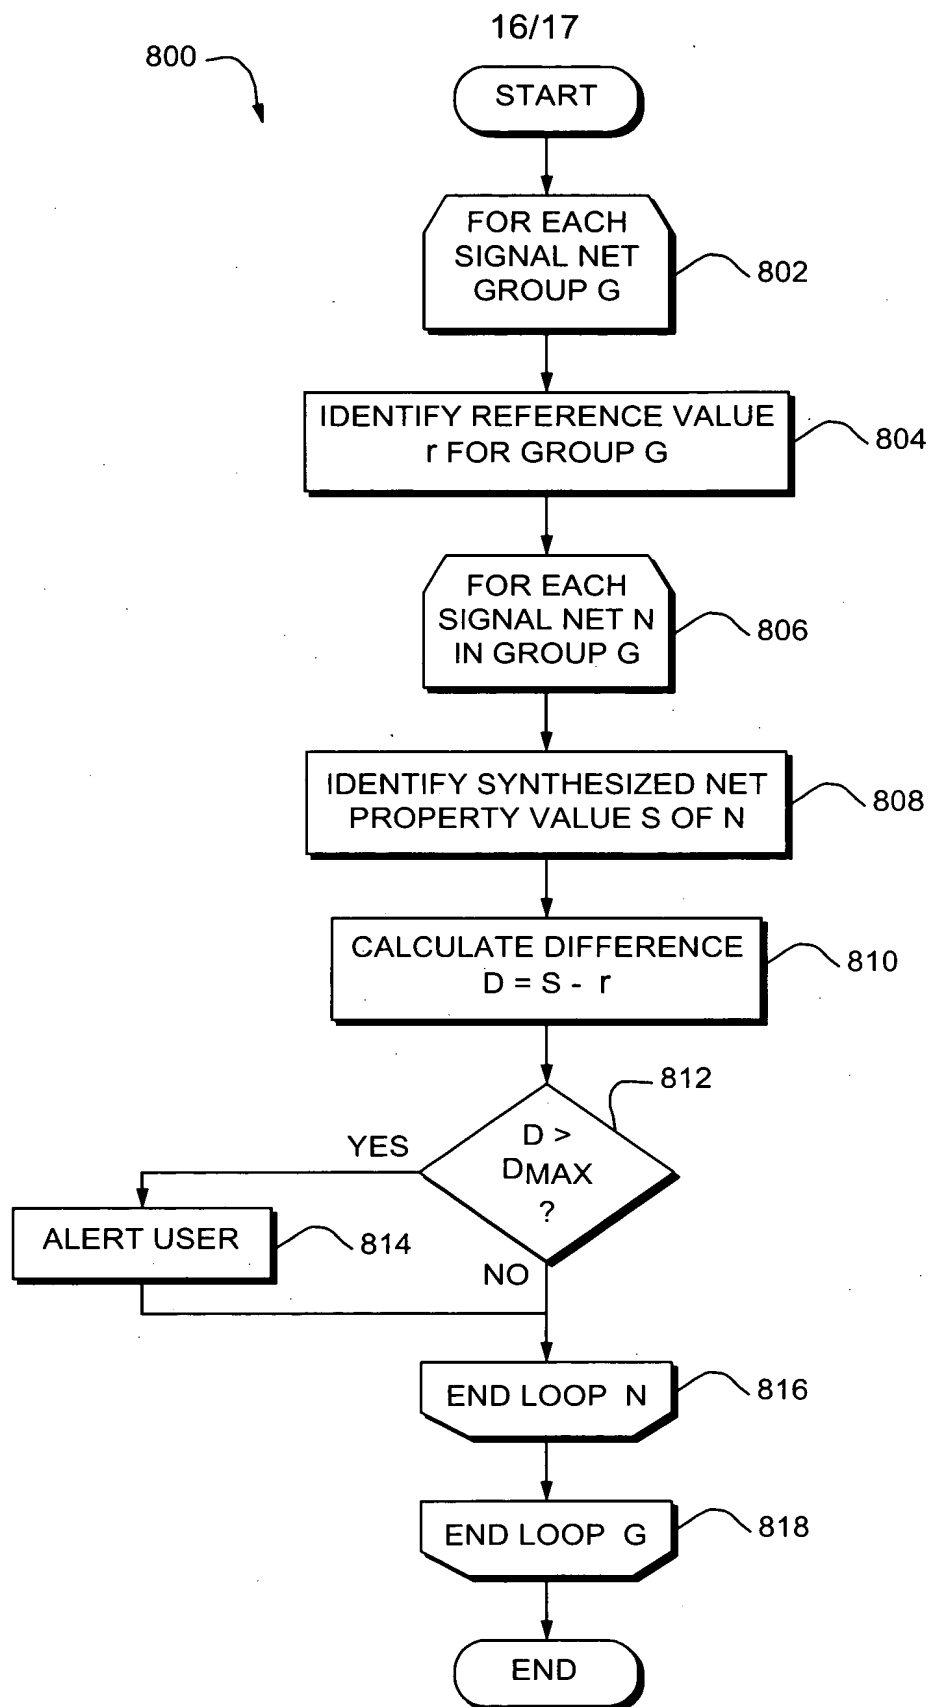 16/17
800
START
FOR EACH
SIGNAL NET
GROUP G
802
IDENTIFY REFERENCE VALUE
r FOR GROUP G
804
FOR EACH
SIGNAL NET N
IN GROUP G
806
IDENTIFY SYNTHESIZED NET
PROPERTY VALUE S OF N
808
CALCULATE DIFFERENCE
D = S - r
810
812
D >
DMAX
?
YES
ALERT USER
814
NO
END LOOP N
816
END LOOP G
818
END